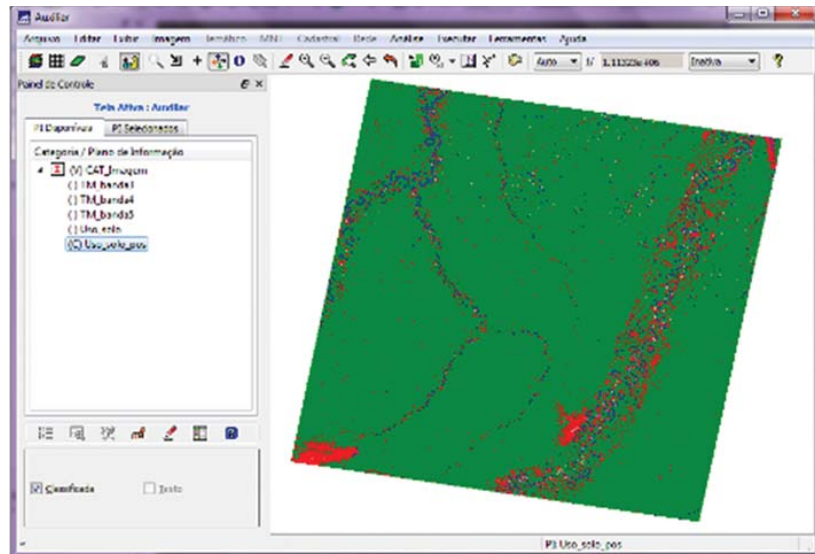 Auxiliar
Arquivo Editar Exibir Imagem Temático MNT Cadastral Rede Análise Executar Ferramentas Ajuda
Auto 1/ Inativa
Painel de Controle
Tela Ativa : Auxiliar
PI Disponíveis PI Selecionados
Categoria / Plano de Informação
(V) CAT_Imagem
( ) TM_banda3
( ) TM_banda4
( ) TM_banda5
( ) Uso_solo
(C) Uso_solo_pos
Classificada Texto
PI: Uso_solo_pos